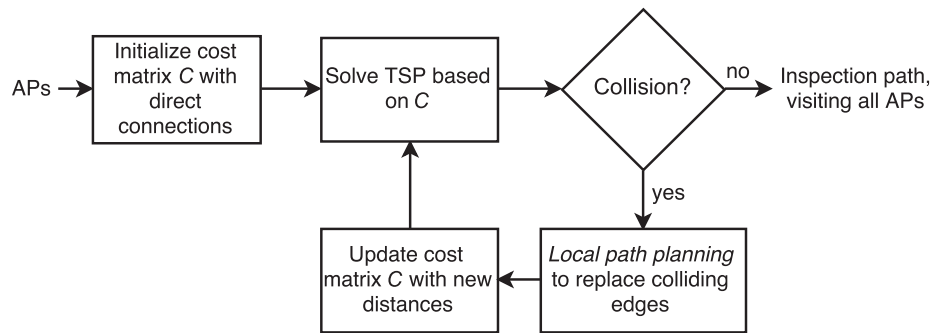 APs
Initialize cost
matrix C with
direct
connections
Solve TSP based
on C
Collision?
no
Inspection path,
visiting all APs
yes
Local path planning
to replace colliding
edges
Update cost
matrix C with new
distances